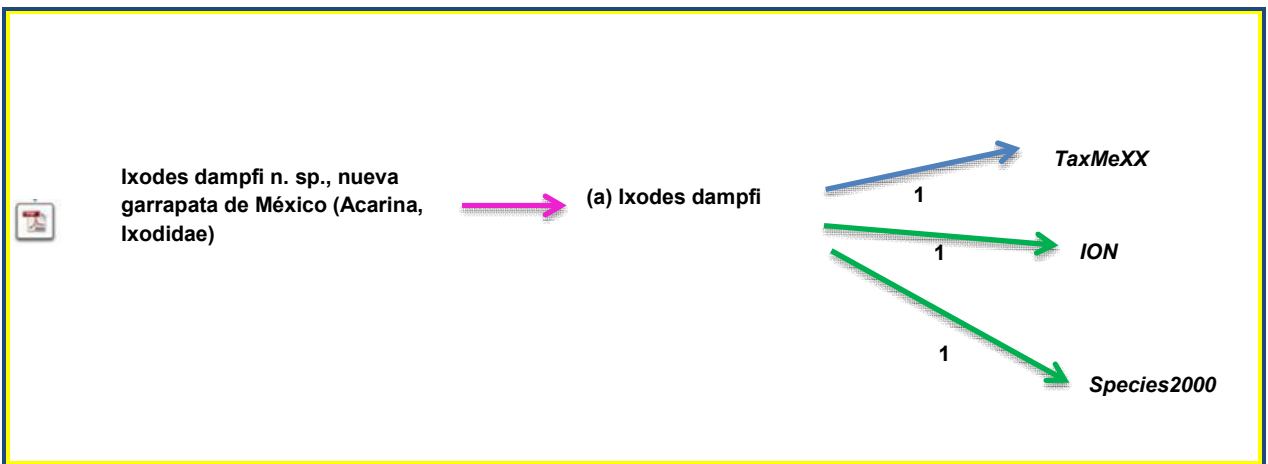 Ixodes dampfi n. sp., nueva
garrapata de México (Acarina,
Ixodidae)
(a) Ixodes dampfi
1
TaxMeXX
1
ION
1
Species2000